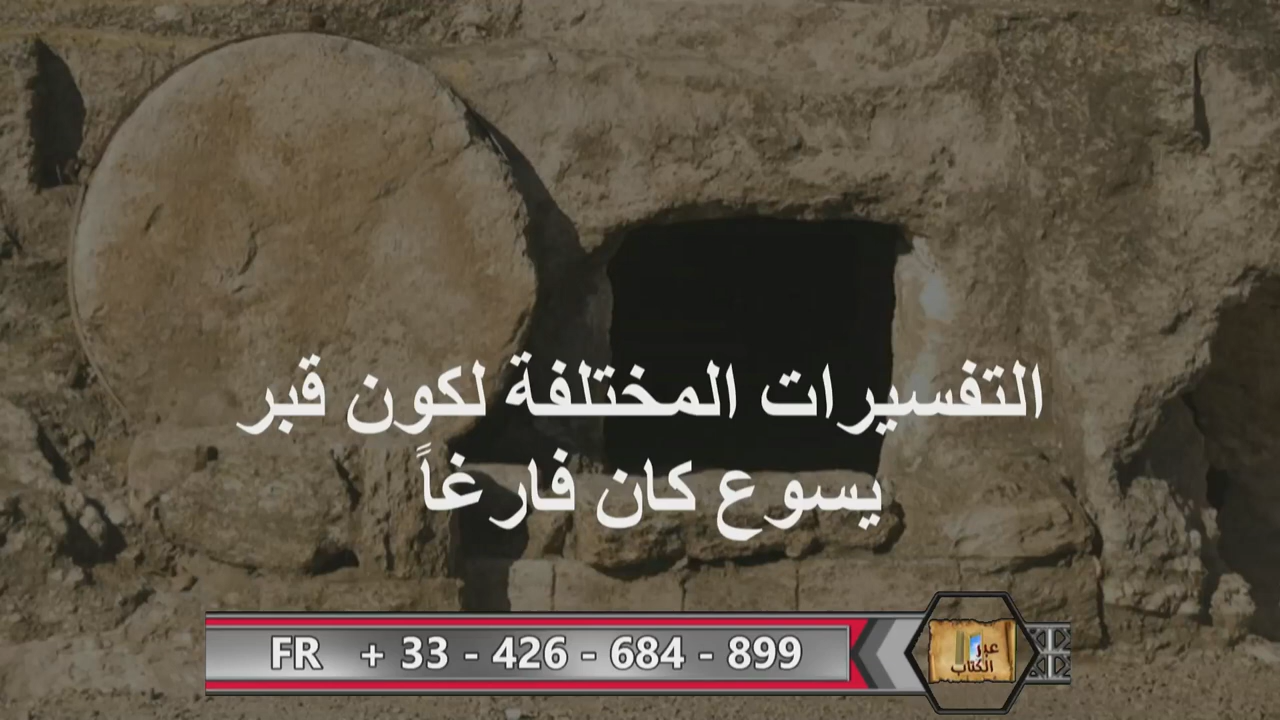 التفسيرات المختلفة لكون قبر
يسوع كان فارغاً
FR + 33 - 426 - 684 - 899
عبر
الكتاب